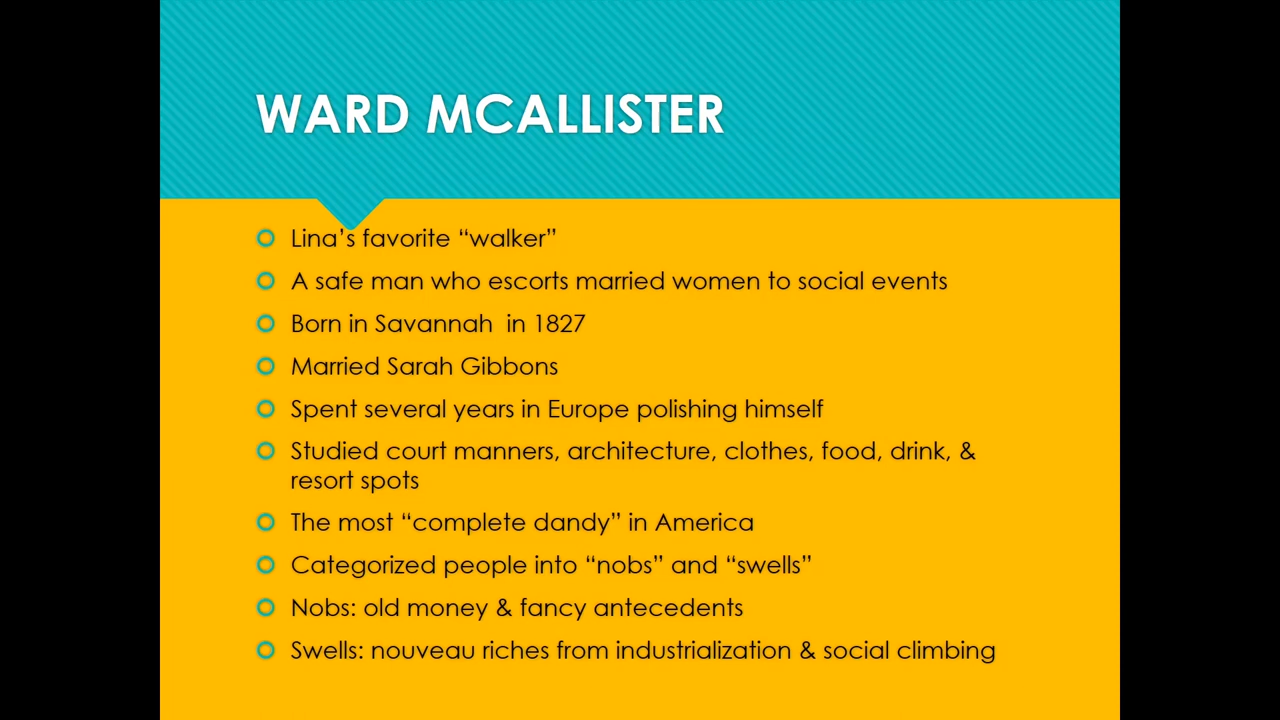 WARD MCALLISTER
Lina’s favorite “walker”
A safe man who escorts married women to social events
Born in Savannah  in 1827
Married Sarah Gibbons
Spent several years in Europe polishing himself
Studied court manners, architecture, clothes, food, drink, &
resort spots
The most “complete dandy” in America
Categorized people into “nobs” and “swells”
Nobs: old money & fancy antecedents
Swells: nouveau riches from industrialization & social climbing